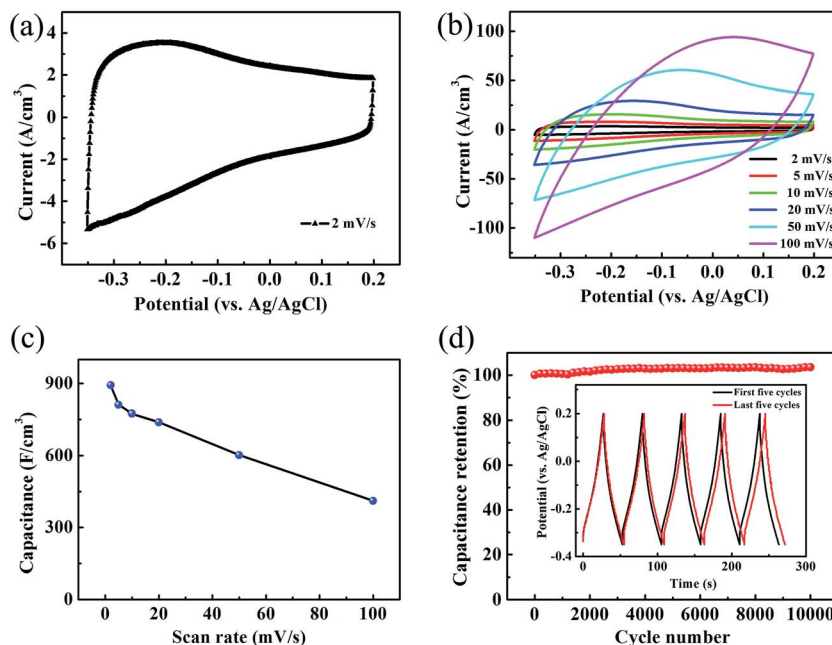 (a)
Current (A/cm³)
6
4
2
0
-2
-4
-6
2 mV/s
-0.3 -0.2 -0.1 0.0 0.1 0.2
Potential (vs. Ag/AgCl)
(b)
Current (A/cm³)
100
50
0
-50
-100
2 mV/s
5 mV/s
10 mV/s
20 mV/s
50 mV/s
100 mV/s
-0.3 -0.2 -0.1 0.0 0.1 0.2
Potential (vs. Ag/AgCl)
(c)
Capacitance (F/cm³)
900
600
300
0
0 20 40 60 80 100
Scan rate (mV/s)
(d)
Capacitance retention (%)
100
80
60
40
20
0
First five cycles
Last five cycles
Potential (vs. Ag/AgCl)
0.2
0.0
-0.2
-0.4
0 100 200 300
Time (s)
0 2000 4000 6000 8000 10000
Cycle number